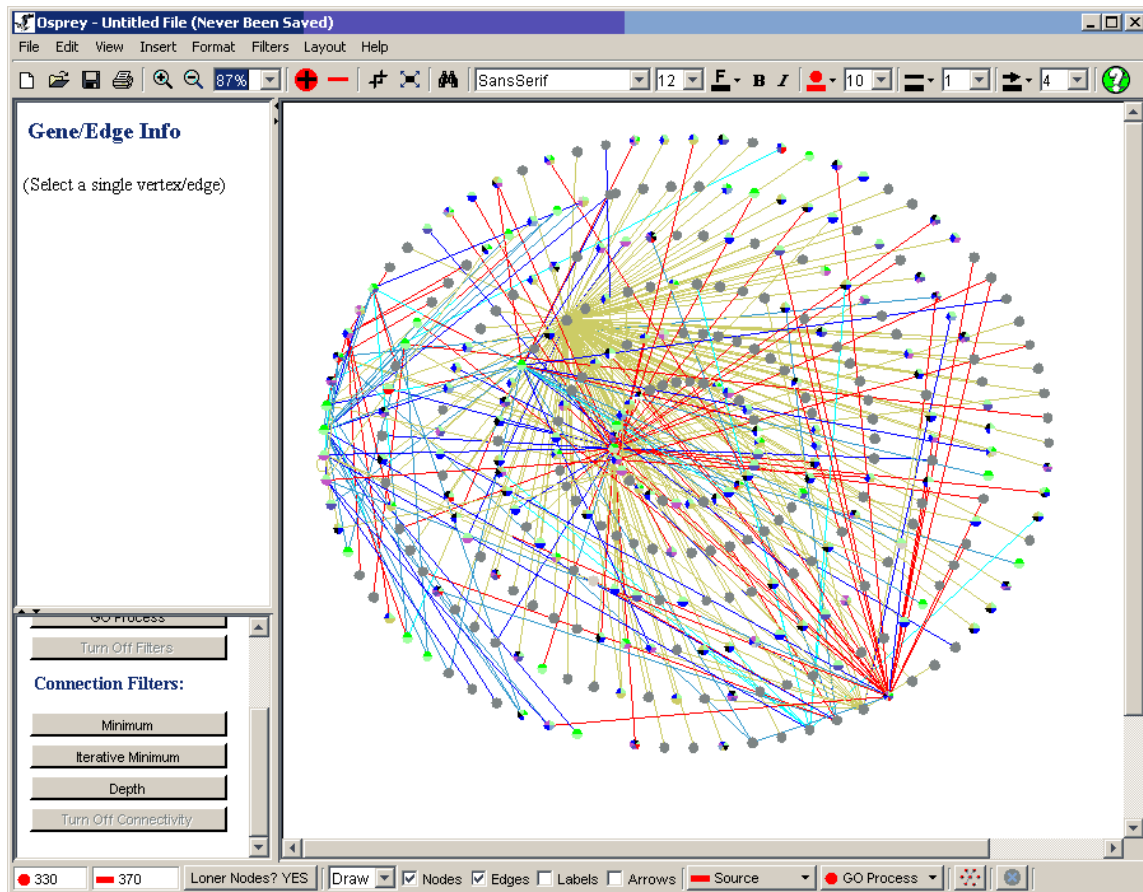 Osprey - Untitled File (Never Been Saved)
File Edit View Insert Format Filters Layout Help
87% SansSerif 12 F B I 10 1 4 ?
Gene/Edge Info
(Select a single vertex/edge)
GO Process
Turn Off Filters
Connection Filters:
Minimum
Iterative Minimum
Depth
Turn Off Connectivity
330 370 Loner Nodes? YES Draw Nodes Edges Labels Arrows Source GO Process